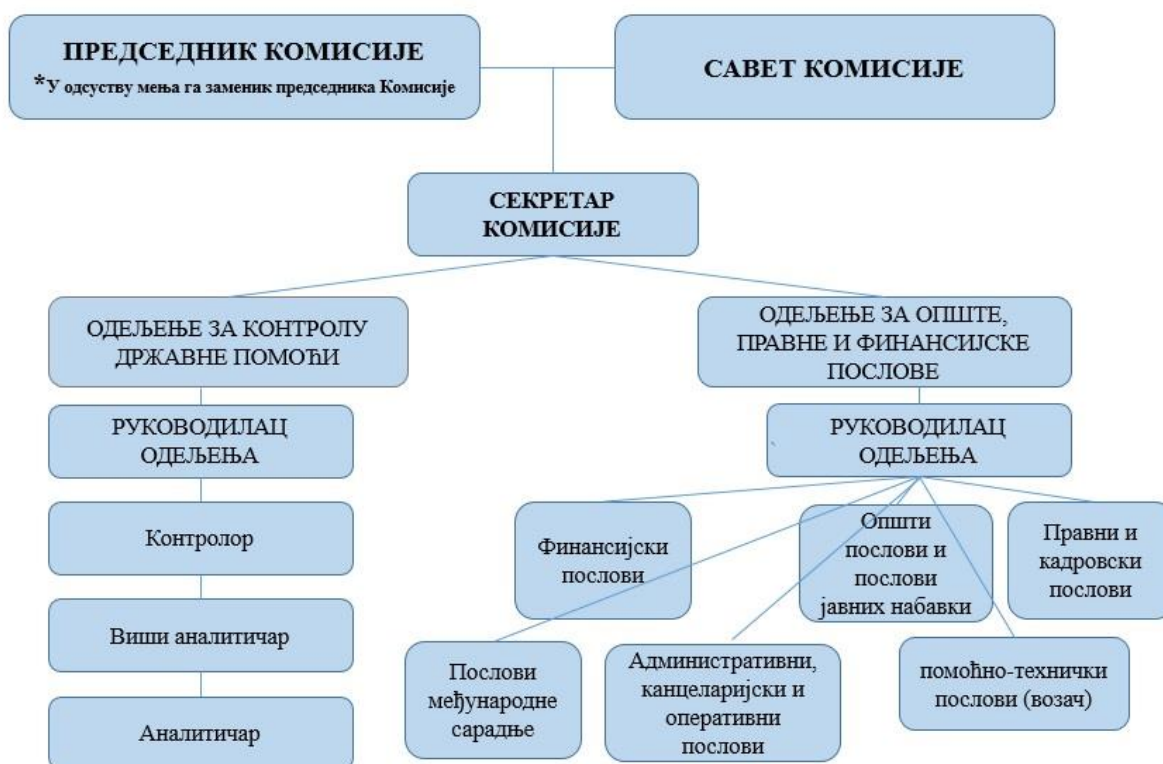 ПРЕДСЕДНИК КОМИСИЈЕ
*У одсуству мења га заменик председника Комисије
САВЕТ КОМИСИЈЕ
СЕКРЕТАР
КОМИСИЈЕ
ОДЕЉЕЊЕ ЗА КОНТРОЛУ
ДРЖАВНЕ ПОМОЋИ
ОДЕЉЕЊЕ ЗА ОПШТЕ,
ПРАВНЕ И ФИНАНСИЈСКЕ
ПОСЛОВЕ
РУКОВОДИЛАЦ
ОДЕЉЕЊА
РУКОВОДИЛАЦ
ОДЕЉЕЊА
Контролор
Виши аналитичар
Аналитичар
Финансијски
послови
Општи
послови и
послови
јавних набавки
Правни и
кадровски
послови
Послови
међународне
сарадње
Административни,
канцеларијски и
оперативни
послови
помоћно-технички
послови (возач)